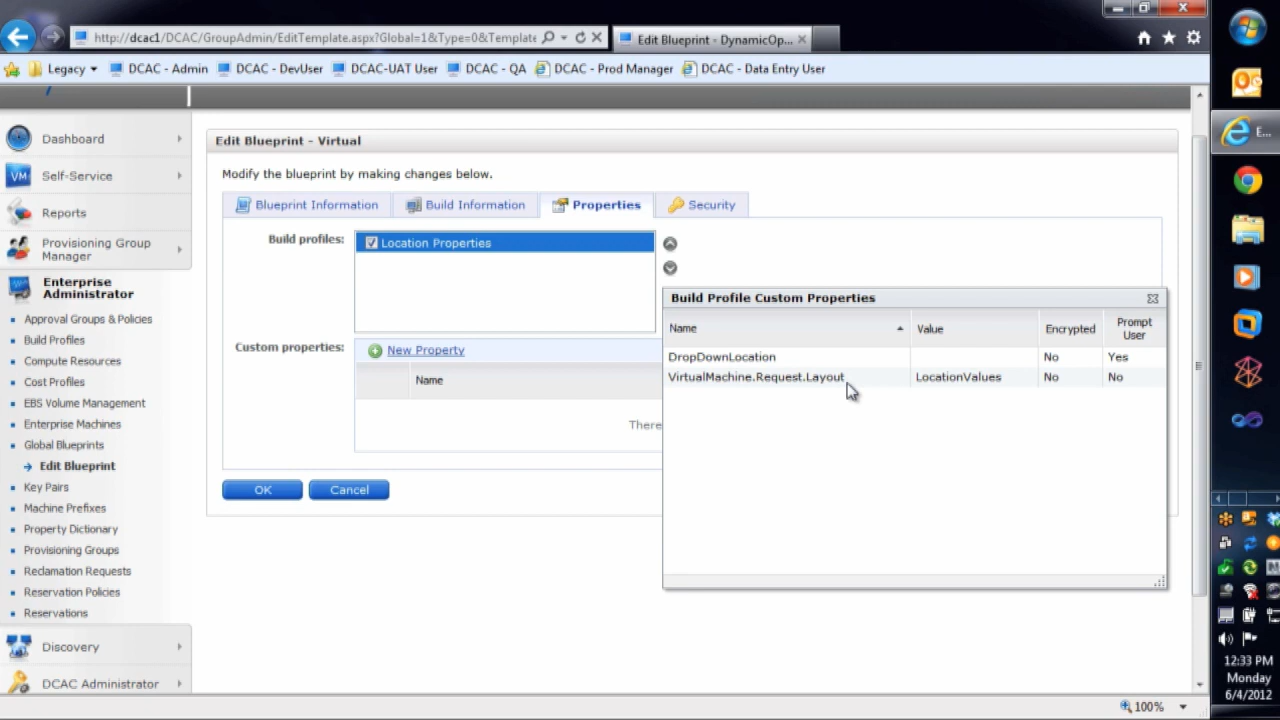 http://dcac1/DCAC/GroupAdmin/EditTemplate.aspx?Global=1&Type=0&Template
Edit Blueprint - DynamicOp...
Legacy
DCAC - Admin
DCAC - DevUser
DCAC-UAT User
DCAC - QA
DCAC - Prod Manager
DCAC - Data Entry User
E...
Dashboard
VM
Self-Service
Reports
Provisioning Group
Manager
Enterprise
Administrator
Approval Groups & Policies
Build Profiles
Compute Resources
Cost Profiles
EBS Volume Management
Enterprise Machines
Global Blueprints
Edit Blueprint
Key Pairs
Machine Prefixes
Property Dictionary
Provisioning Groups
Reclamation Requests
Reservation Policies
Reservations
Discovery
DCAC Administrator
Edit Blueprint - Virtual
Modify the blueprint by making changes below.
Blueprint Information
Build Information
Properties
Security
Build profiles:
Location Properties
Custom properties:
New Property
Name
There
OK
Cancel
Build Profile Custom Properties
Name
Value
Encrypted
Prompt
User
DropDownLocation
No
Yes
VirtualMachine.Request.Layout
LocationValues
No
No
100%
12:33 PM
Monday
6/4/2012